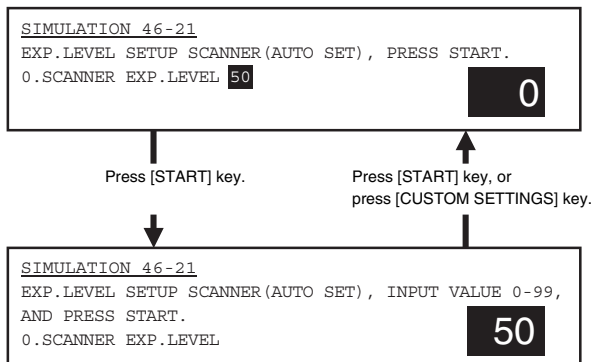 SIMULATION 46-21
EXP.LEVEL SETUP SCANNER(AUTO SET), PRESS START.
0.SCANNER EXP.LEVEL 50
0
Press [START] key.
Press [START] key, or
press [CUSTOM SETTINGS] key.
SIMULATION 46-21
EXP.LEVEL SETUP SCANNER(AUTO SET), INPUT VALUE 0-99,
AND PRESS START.
0.SCANNER EXP.LEVEL
50